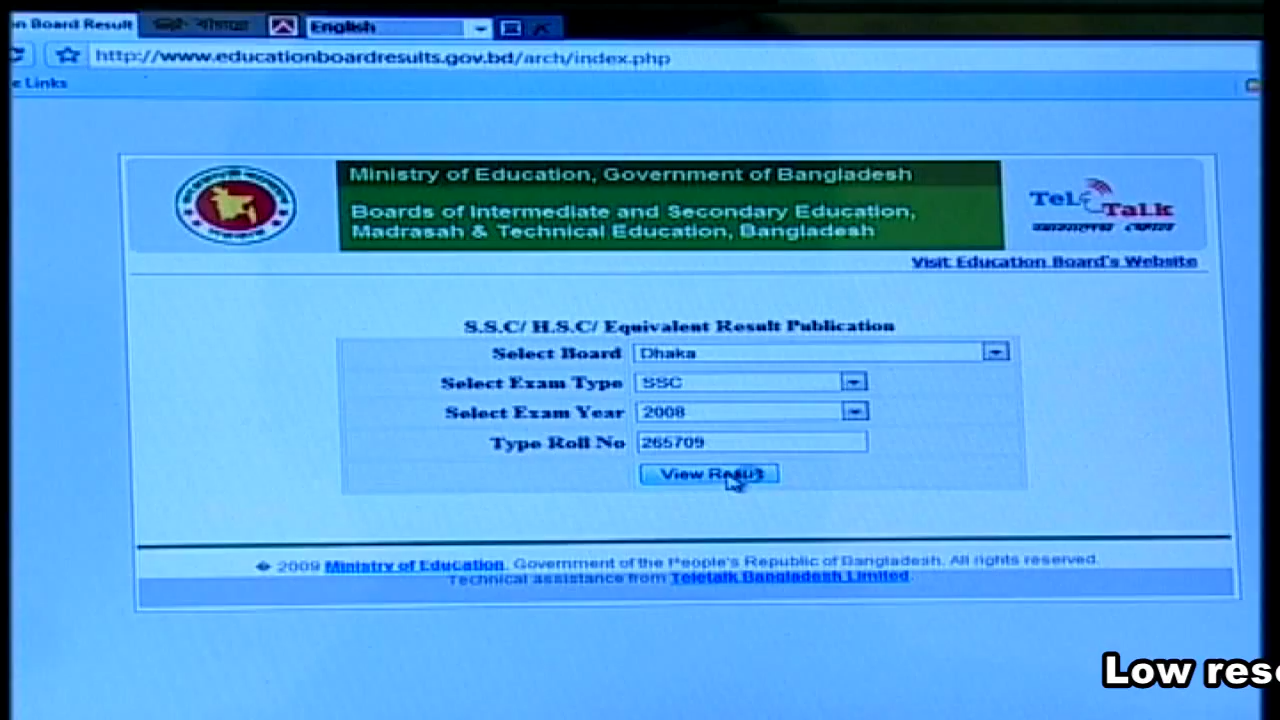 on Board Result
English
http://www.educationboardresults.gov.bd/arch/index.php
e Links
Ministry of Education, Government of Bangladesh
Boards of Intermediate and Secondary Education,
Madrasah & Technical Education, Bangladesh
TeleTalk
Visit Education Board's Website
S.S.C/ H.S.C/ Equivalent Result Publication
Select Board Dhaka
Select Exam Type SSC
Select Exam Year 2008
Type Roll No 265709
View Result
� 2009 Ministry of Education, Government of the People's Republic of Bangladesh. All rights reserved.
Technical assistance from Teletalk Bangladesh Limited.
Low rese